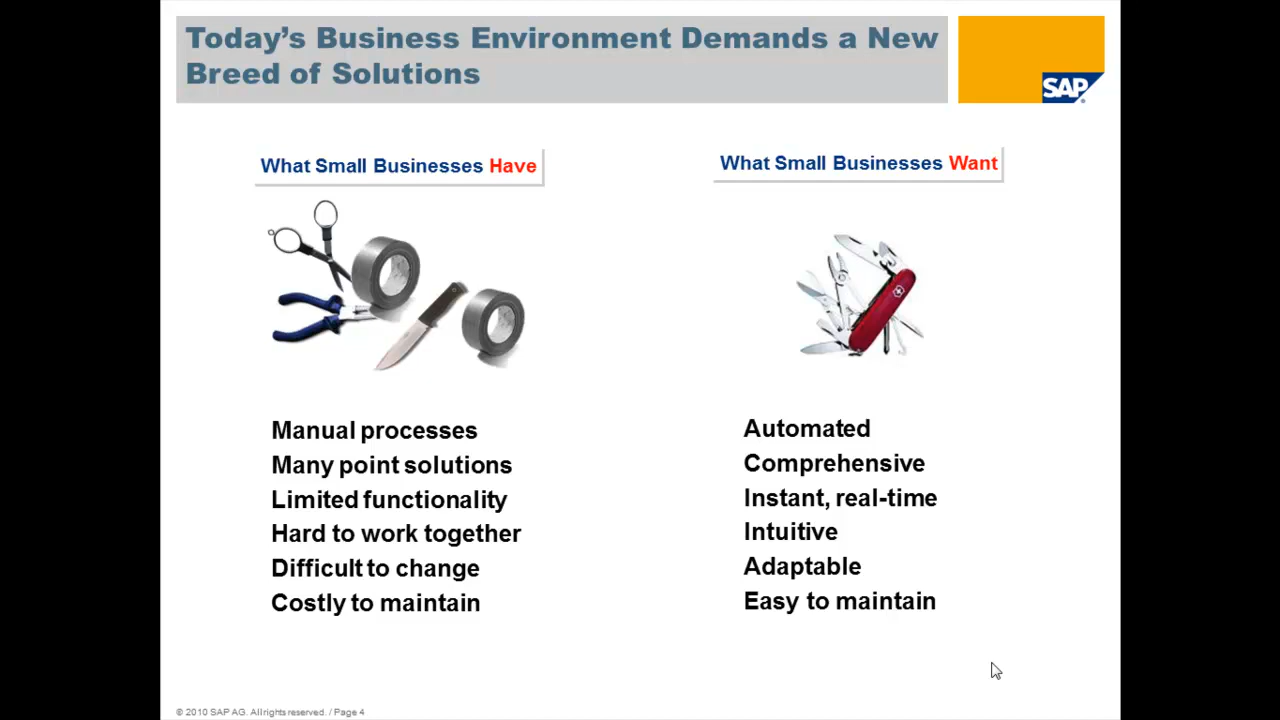 Today's Business Environment Demands a New
Breed of Solutions
SAP
What Small Businesses Have
Manual processes
Many point solutions
Limited functionality
Hard to work together
Difficult to change
Costly to maintain
What Small Businesses Want
Automated
Comprehensive
Instant, real-time
Intuitive
Adaptable
Easy to maintain
© 2010 SAP AG. All rights reserved. / Page 4